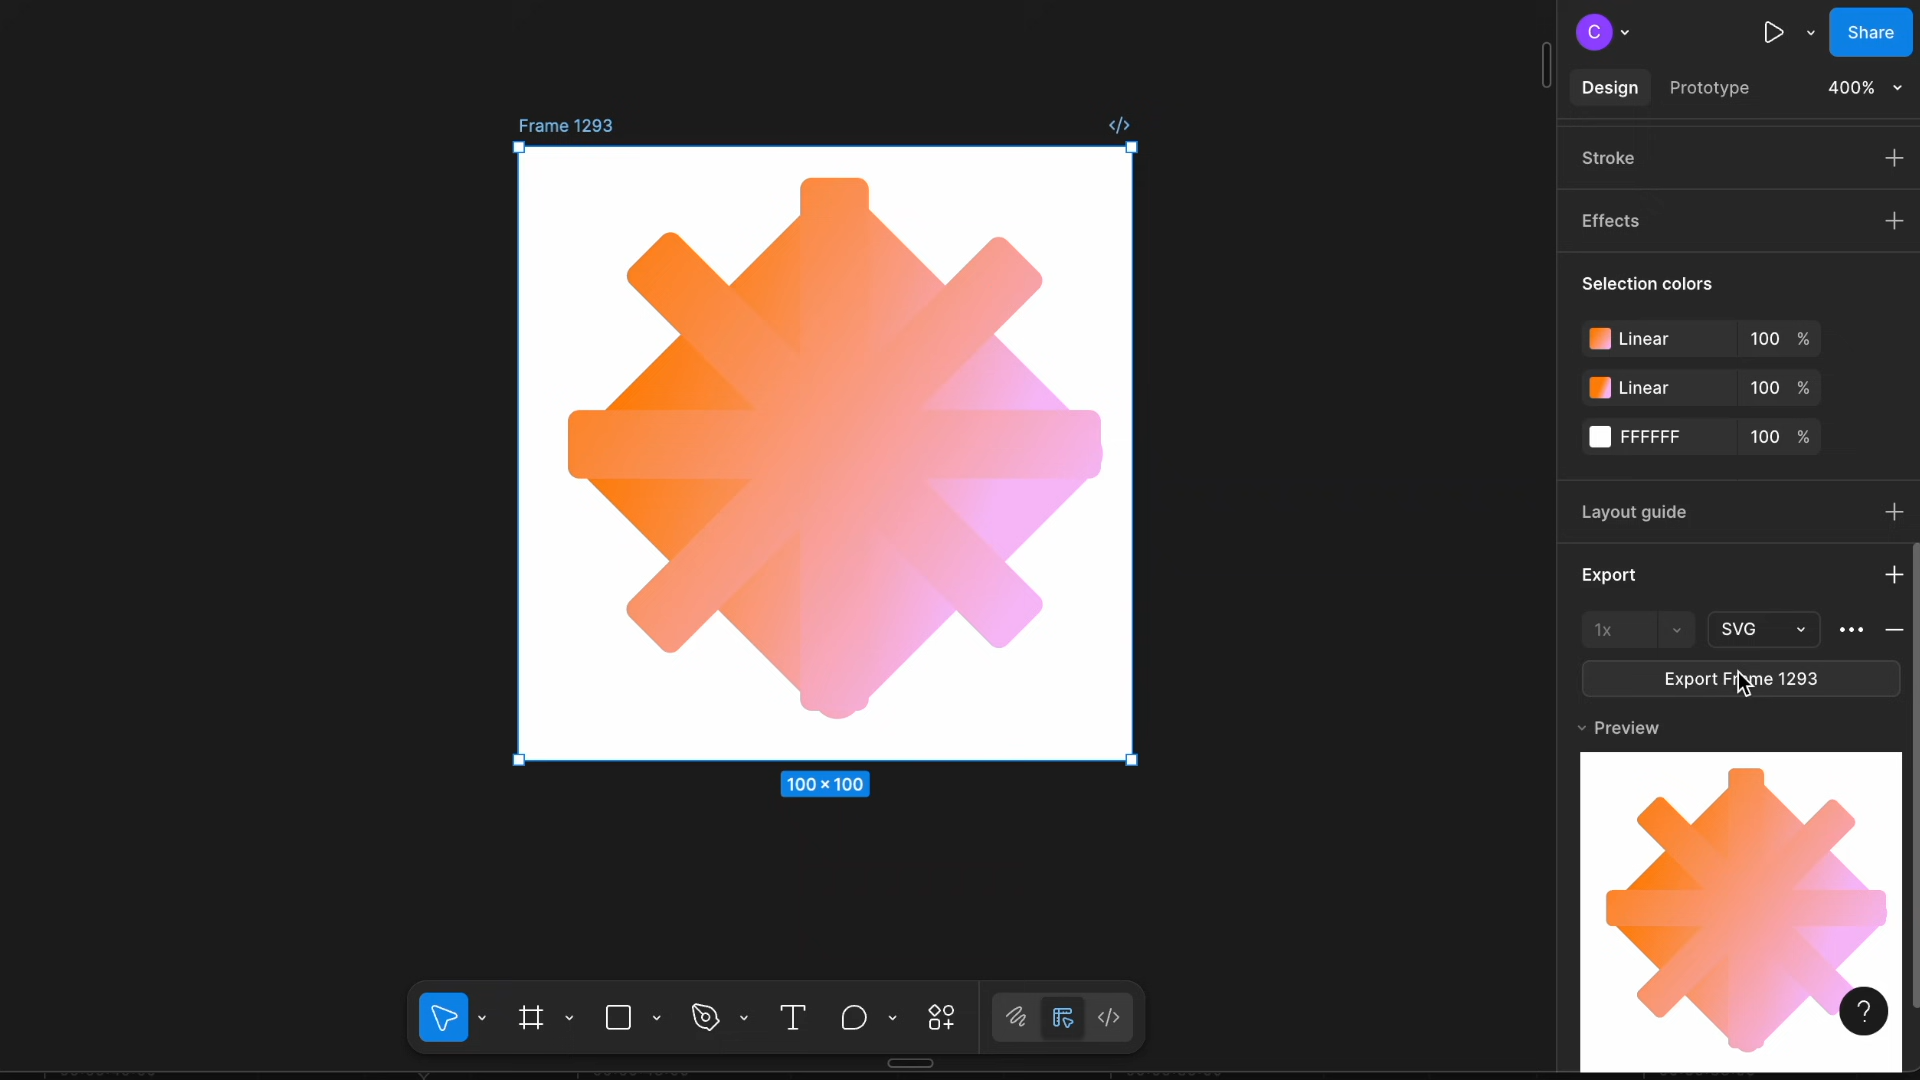 C
Share
Design Prototype 400%
Frame 1293
Stroke
Effects
Selection colors
Linear 100 %
Linear 100 %
FFFFFF 100 %
Layout guide
Export
1x SVG
Export Frame 1293
Preview
100 × 100
?